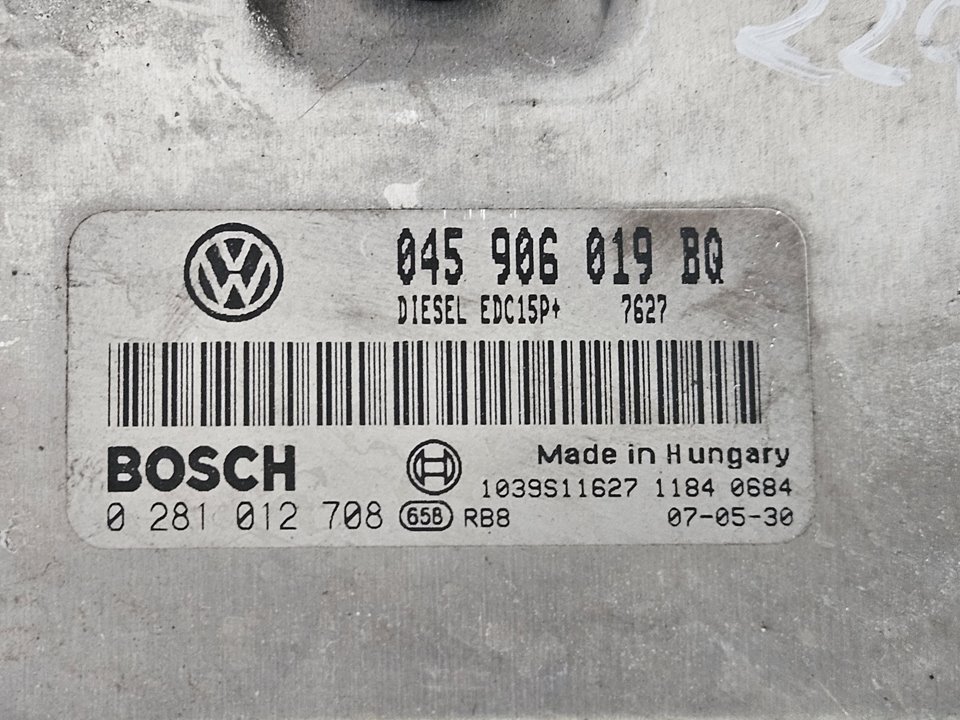 045 906 019 BQ
DIESEL EDC15P+ 7627
BOSCH
Made in Hungary
1039S11627 1184 0684
0 281 012 708 65B RB8 07-05-30